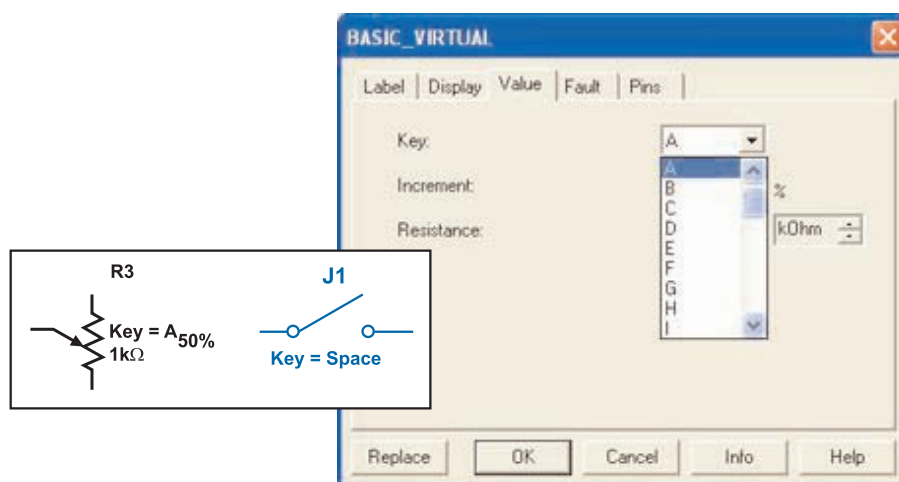 BASIC_VIRTUAL
Label Display Value Fault Pins
Key: A
A
B
C
D
E
F
G
H
I
Increment: %
Resistance: kOhm
R3
Key = A 50%
1kΩ
J1
Key = Space
Replace OK Cancel Info Help